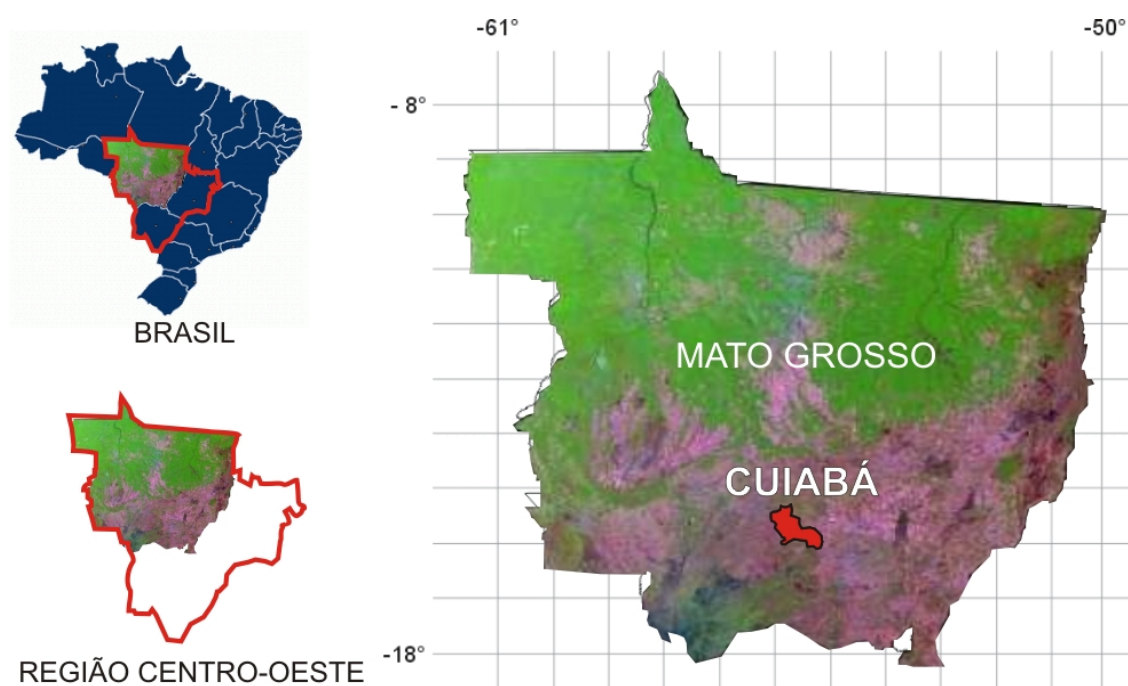 -61°
-50°
- 8°
BRASIL
MATO GROSSO
CUIABÁ
-18°
REGIÃO CENTRO-OESTE